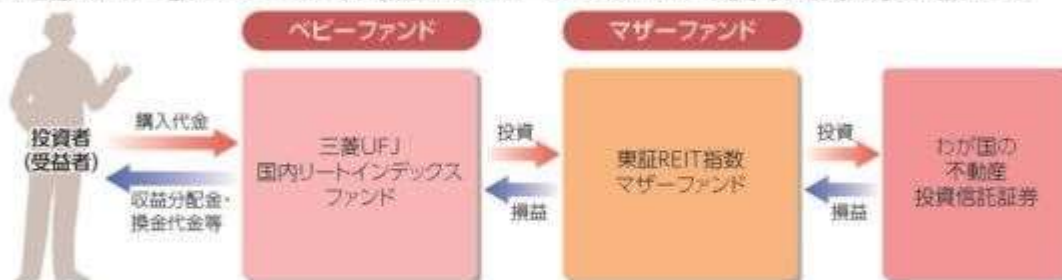 ベビーファンド
マザーファンド
投資者
(受益者)
購入代金
収益分配金・
換金代金等
三菱UFJ
国内リートインデックス
ファンド
投資
損益
東証REIT指数
マザーファンド
投資
損益
わが国の
不動産
投資信託証券